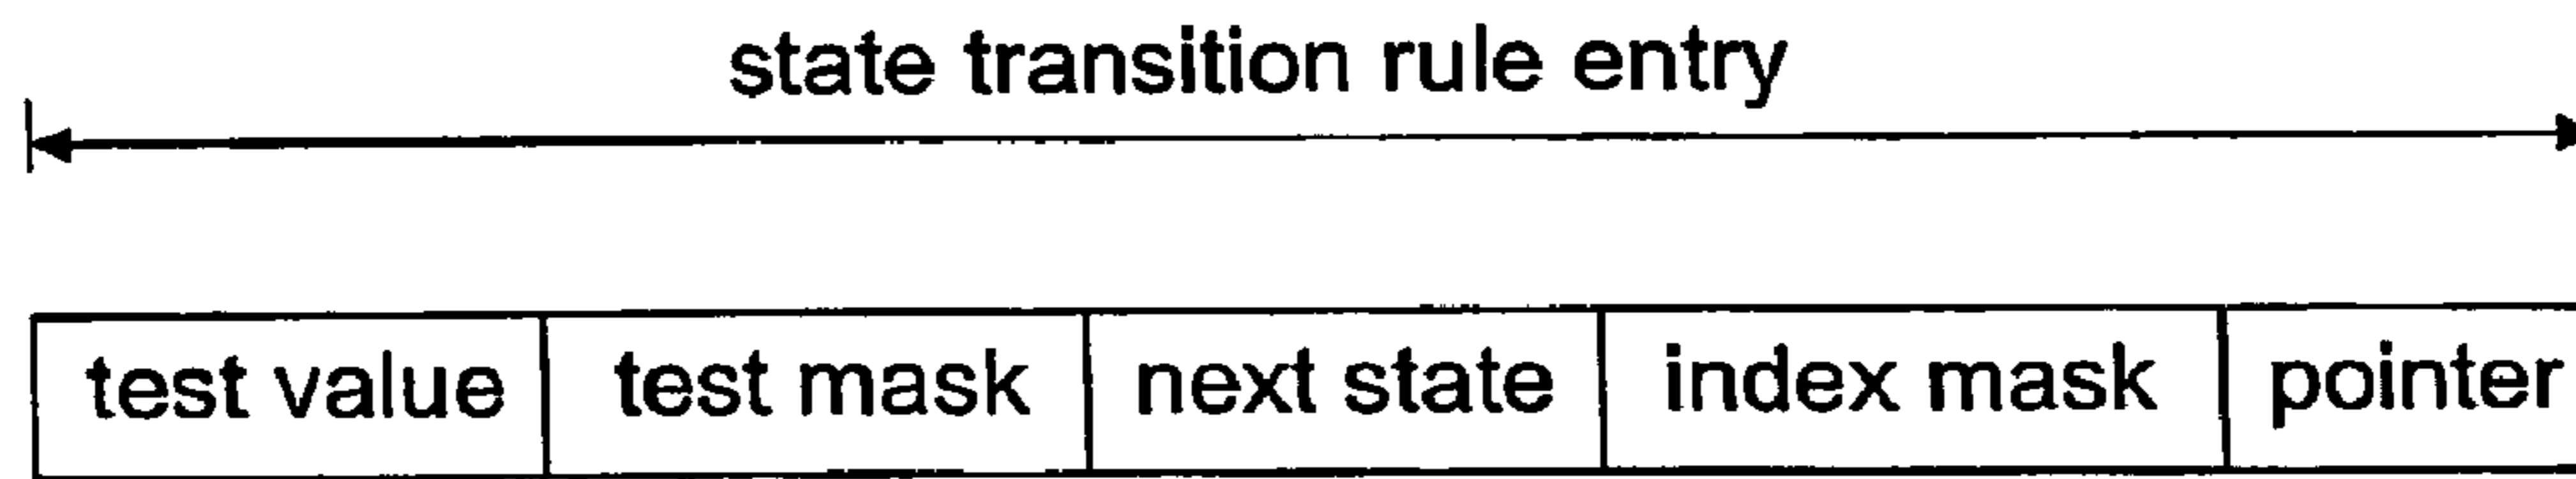 state transition rule entry
test value test mask next state index mask pointer